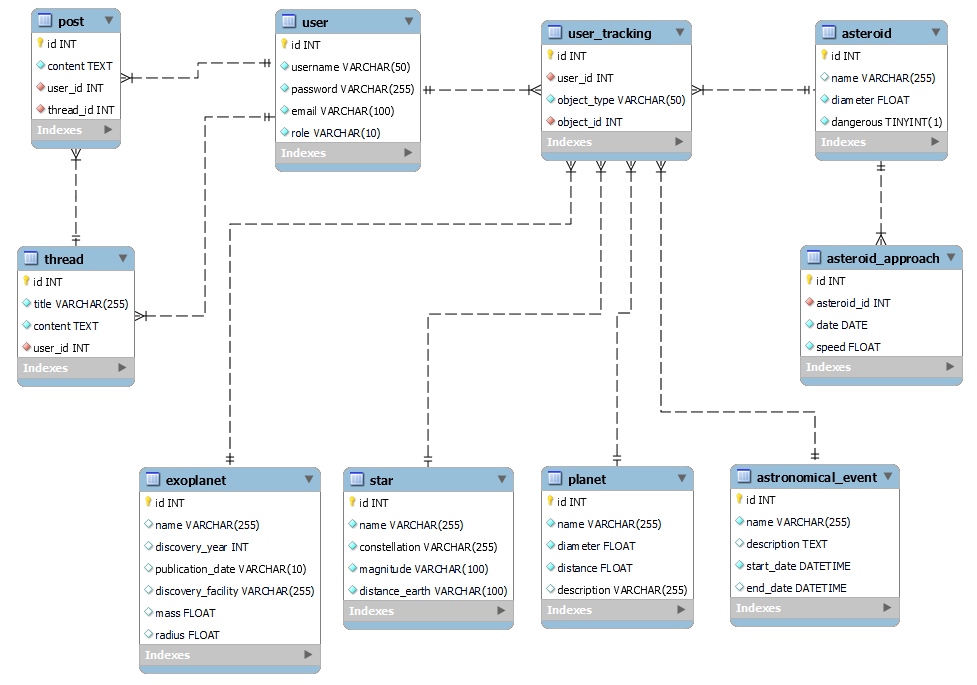 post
id INT
content TEXT
user_id INT
thread_id INT
Indexes
user
id INT
username VARCHAR(50)
password VARCHAR(255)
email VARCHAR(100)
role VARCHAR(10)
Indexes
user_tracking
id INT
user_id INT
object_type VARCHAR(50)
object_id INT
Indexes
asteroid
id INT
name VARCHAR(255)
diameter FLOAT
dangerous TINYINT(1)
Indexes
thread
id INT
title VARCHAR(255)
content TEXT
user_id INT
Indexes
asteroid_approach
id INT
asteroid_id INT
date DATE
speed FLOAT
Indexes
exoplanet
id INT
name VARCHAR(255)
discovery_year INT
publication_date VARCHAR(10)
discovery_facility VARCHAR(255)
mass FLOAT
radius FLOAT
Indexes
star
id INT
name VARCHAR(255)
constellation VARCHAR(255)
magnitude VARCHAR(100)
distance_earth VARCHAR(100)
Indexes
planet
id INT
name VARCHAR(255)
diameter FLOAT
distance FLOAT
description VARCHAR(255)
Indexes
astronomical_event
id INT
name VARCHAR(255)
description TEXT
start_date DATETIME
end_date DATETIME
Indexes